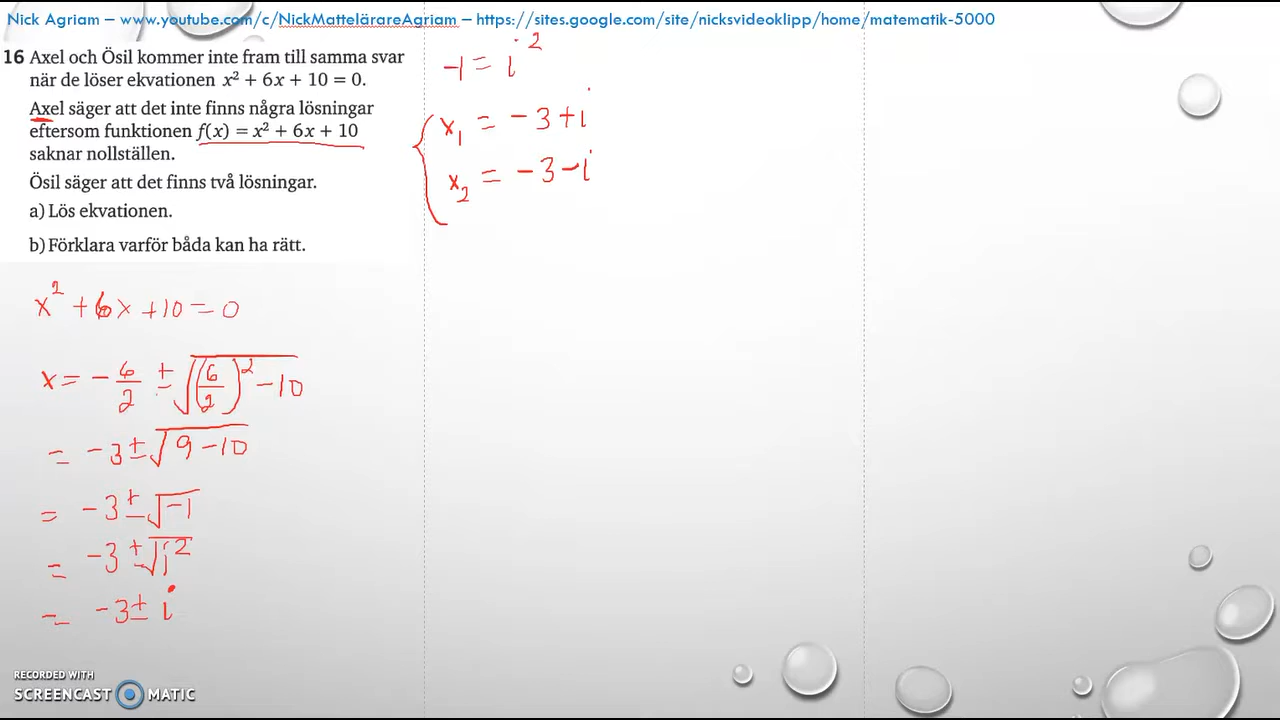 Nick Agriam – www.youtube.com/c/NickMattelärareAgriam – https://sites.google.com/site/nicksvideoklipp/home/matematik-5000
16 Axel och Ösil kommer inte fram till samma svar
när de löser ekvationen x² + 6x + 10 = 0.
Axel säger att det inte finns några lösningar
eftersom funktionen f(x) = x² + 6x + 10
saknar nollställen.
Ösil säger att det finns två lösningar.
a) Lös ekvationen.
b) Förklara varför båda kan ha rätt.
x² + 6x + 10 = 0
x = - 6/2 ± √((6/2)² - 10)
= -3 ± √(9 - 10)
= -3 ± √-1
= -3 ± √i²
= -3 ± i
-1 = i²
x₁ = -3 + i
x₂ = -3 - i
RECORDED WITH
SCREENCAST MATIC